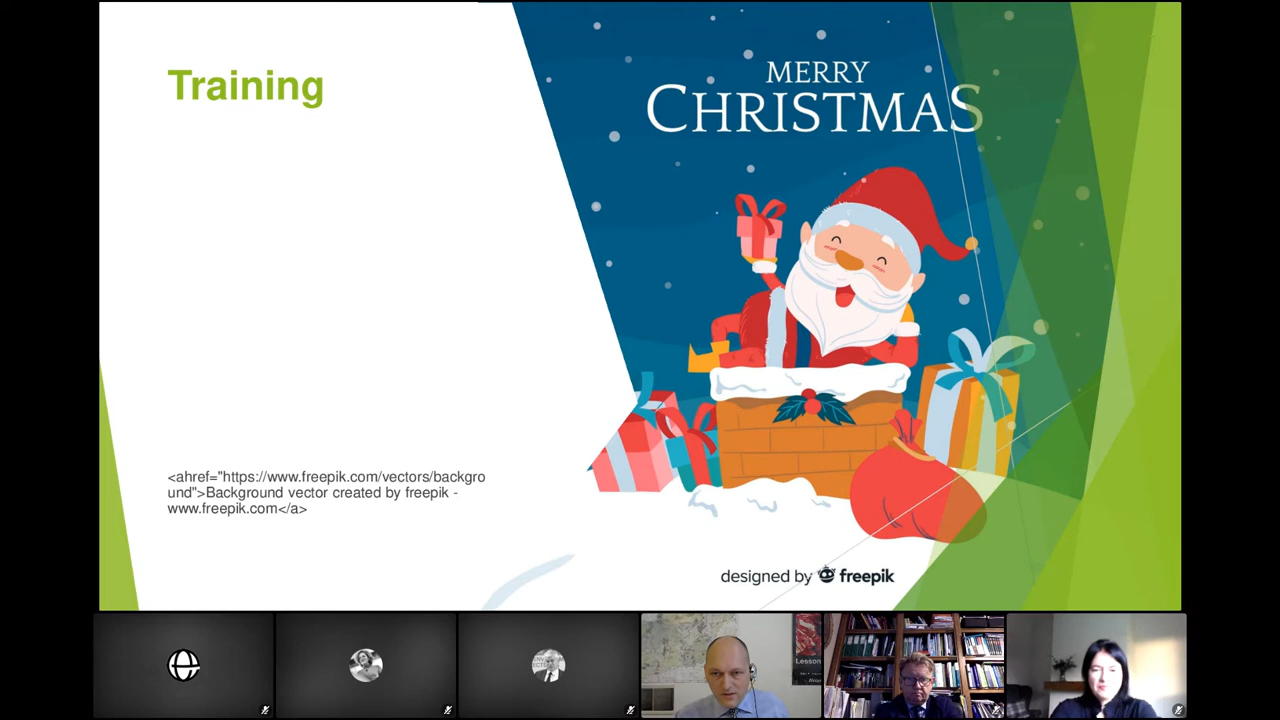 Training
MERRY
CHRISTMAS
<ahref="https://www.freepik.com/vectors/backgro
und">Background vector created by freepik -
www.freepik.com</a>
designed by freepik
Lesson